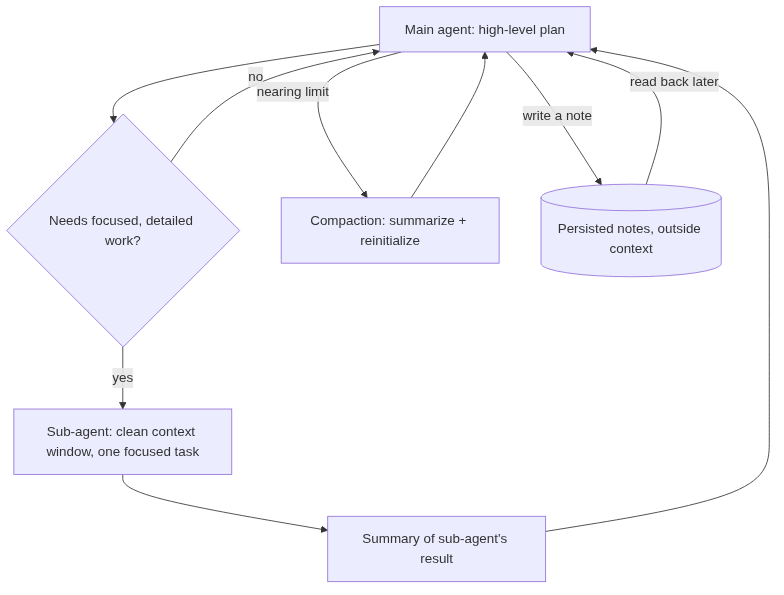 Main agent: high-level plan
no
nearing limit
read back later
write a note
Needs focused, detailed
work?
Compaction: summarize +
reinitialize
Persisted notes, outside
context
yes
Sub-agent: clean context
window, one focused task
Summary of sub-agent's
result